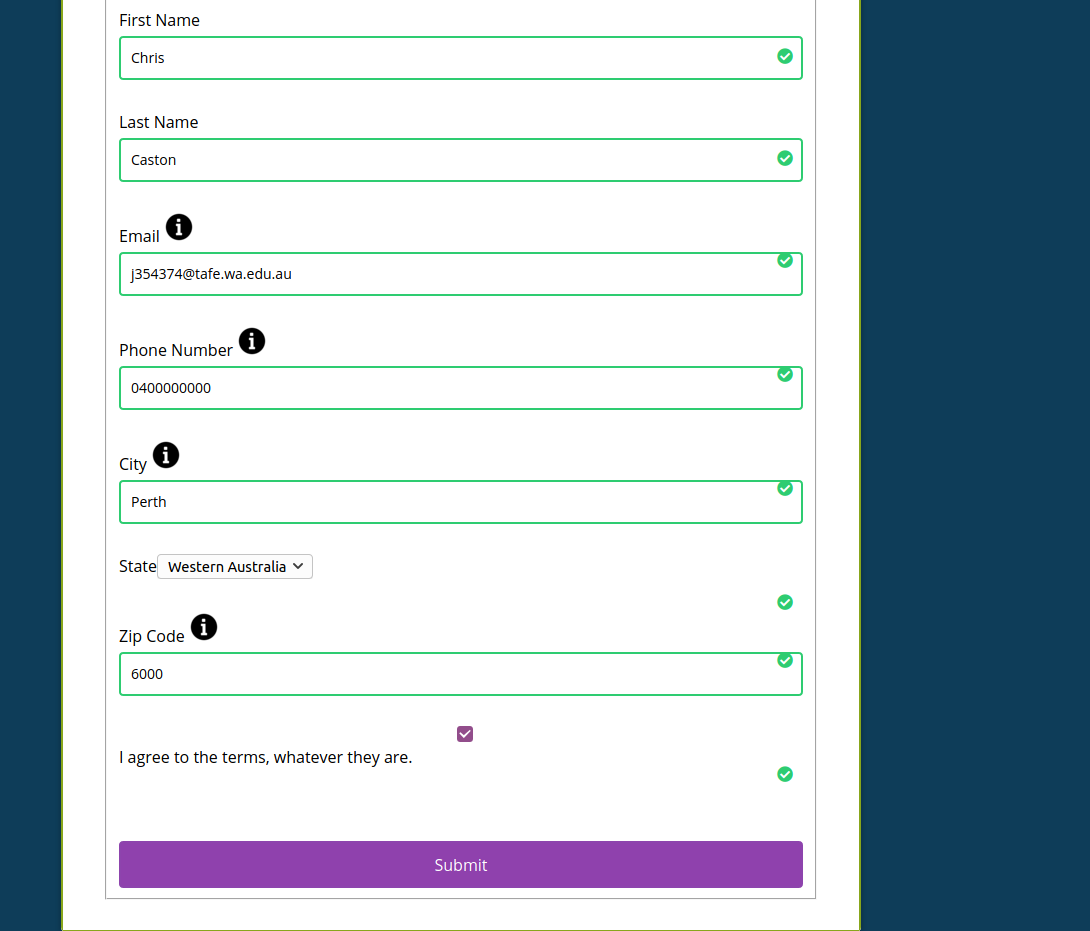 First Name
Chris
Last Name
Caston
Email
j354374@tafe.wa.edu.au
Phone Number
0400000000
City
Perth
State Western Australia
Zip Code
6000
I agree to the terms, whatever they are.
Submit